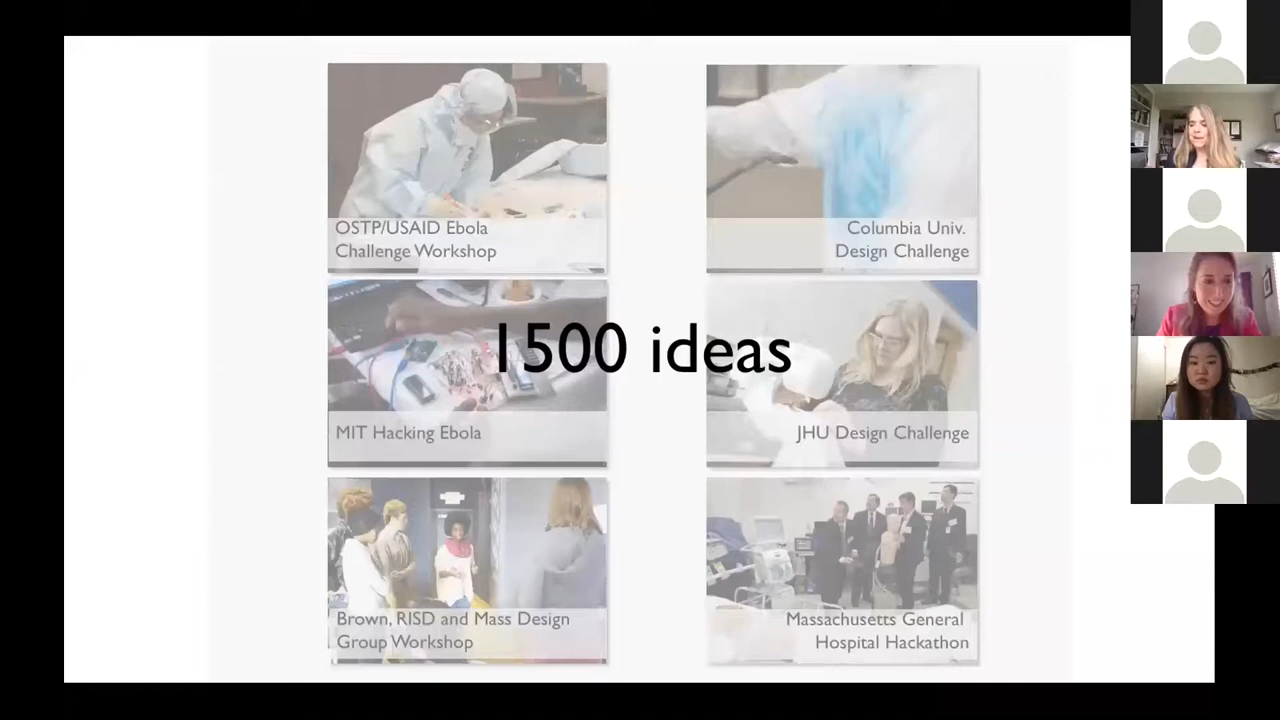 OSTP/USAID Ebola
Challenge Workshop
Columbia Univ.
Design Challenge
1500 ideas
MIT Hacking Ebola
JHU Design Challenge
Brown, RISD and Mass Design
Group Workshop
Massachusetts General
Hospital Hackathon